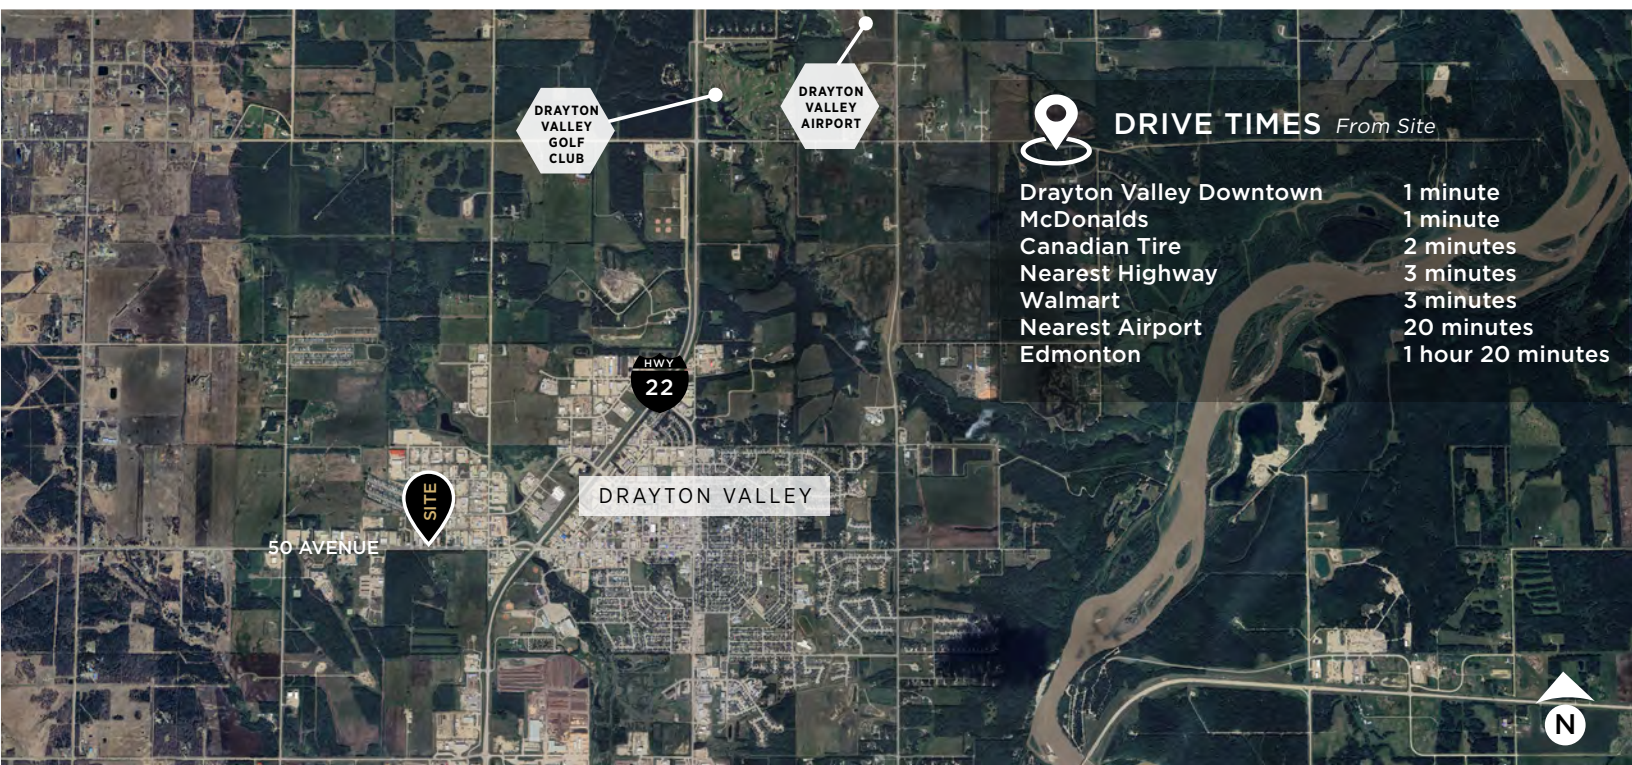 DRAYTON
VALLEY
GOLF
CLUB
DRAYTON
VALLEY
AIRPORT
DRIVE TIMES From Site
Drayton Valley Downtown 1 minute
McDonalds 1 minute
Canadian Tire 2 minutes
Nearest Highway 3 minutes
Walmart 3 minutes
Nearest Airport 20 minutes
Edmonton 1 hour 20 minutes
HWY
22
SITE
DRAYTON VALLEY
50 AVENUE
N